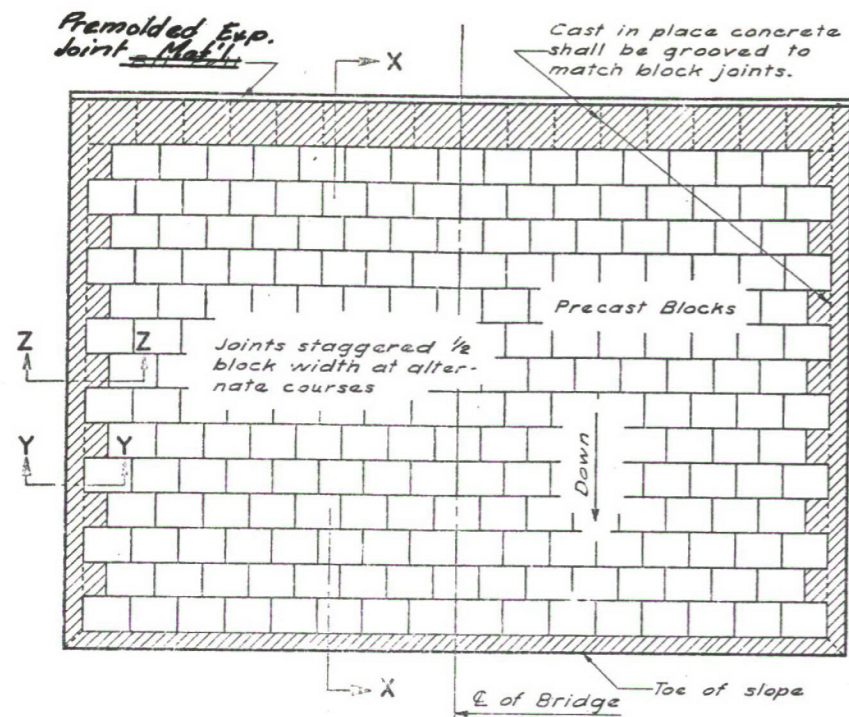 Premolded Exp.
Joint Mat'l
X
Cast in place concrete
shall be grooved to
match block joints.
Precast Blocks
Joints staggered ½
block width at alter-
nate courses
Z Z
Y Y
Down
X
℄ of Bridge
Toe of slope